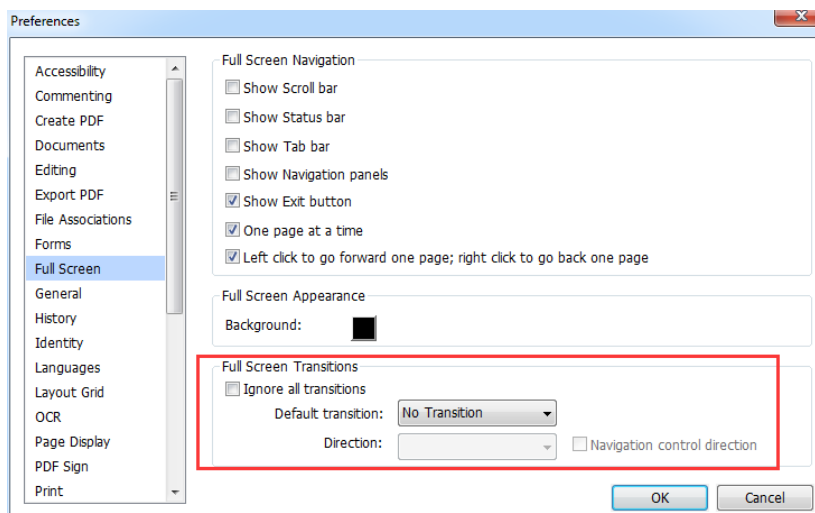 Preferences
Accessibility
Commenting
Create PDF
Documents
Editing
Export PDF
File Associations
Forms
Full Screen
General
History
Identity
Languages
Layout Grid
OCR
Page Display
PDF Sign
Print
Full Screen Navigation
Show Scroll bar
Show Status bar
Show Tab bar
Show Navigation panels
Show Exit button
One page at a time
Left click to go forward one page; right click to go back one page
Full Screen Appearance
Background:
Full Screen Transitions
Ignore all transitions
Default transition: No Transition
Direction: Navigation control direction
OK Cancel